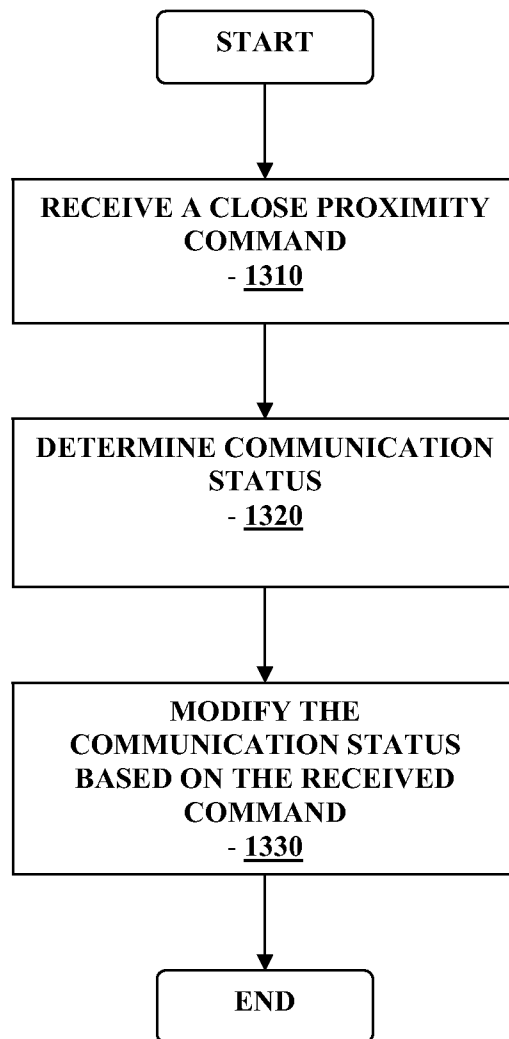 START
RECEIVE A CLOSE PROXIMITY
COMMAND
- 1310
DETERMINE COMMUNICATION
STATUS
- 1320
MODIFY THE
COMMUNICATION STATUS
BASED ON THE RECEIVED
COMMAND
- 1330
END